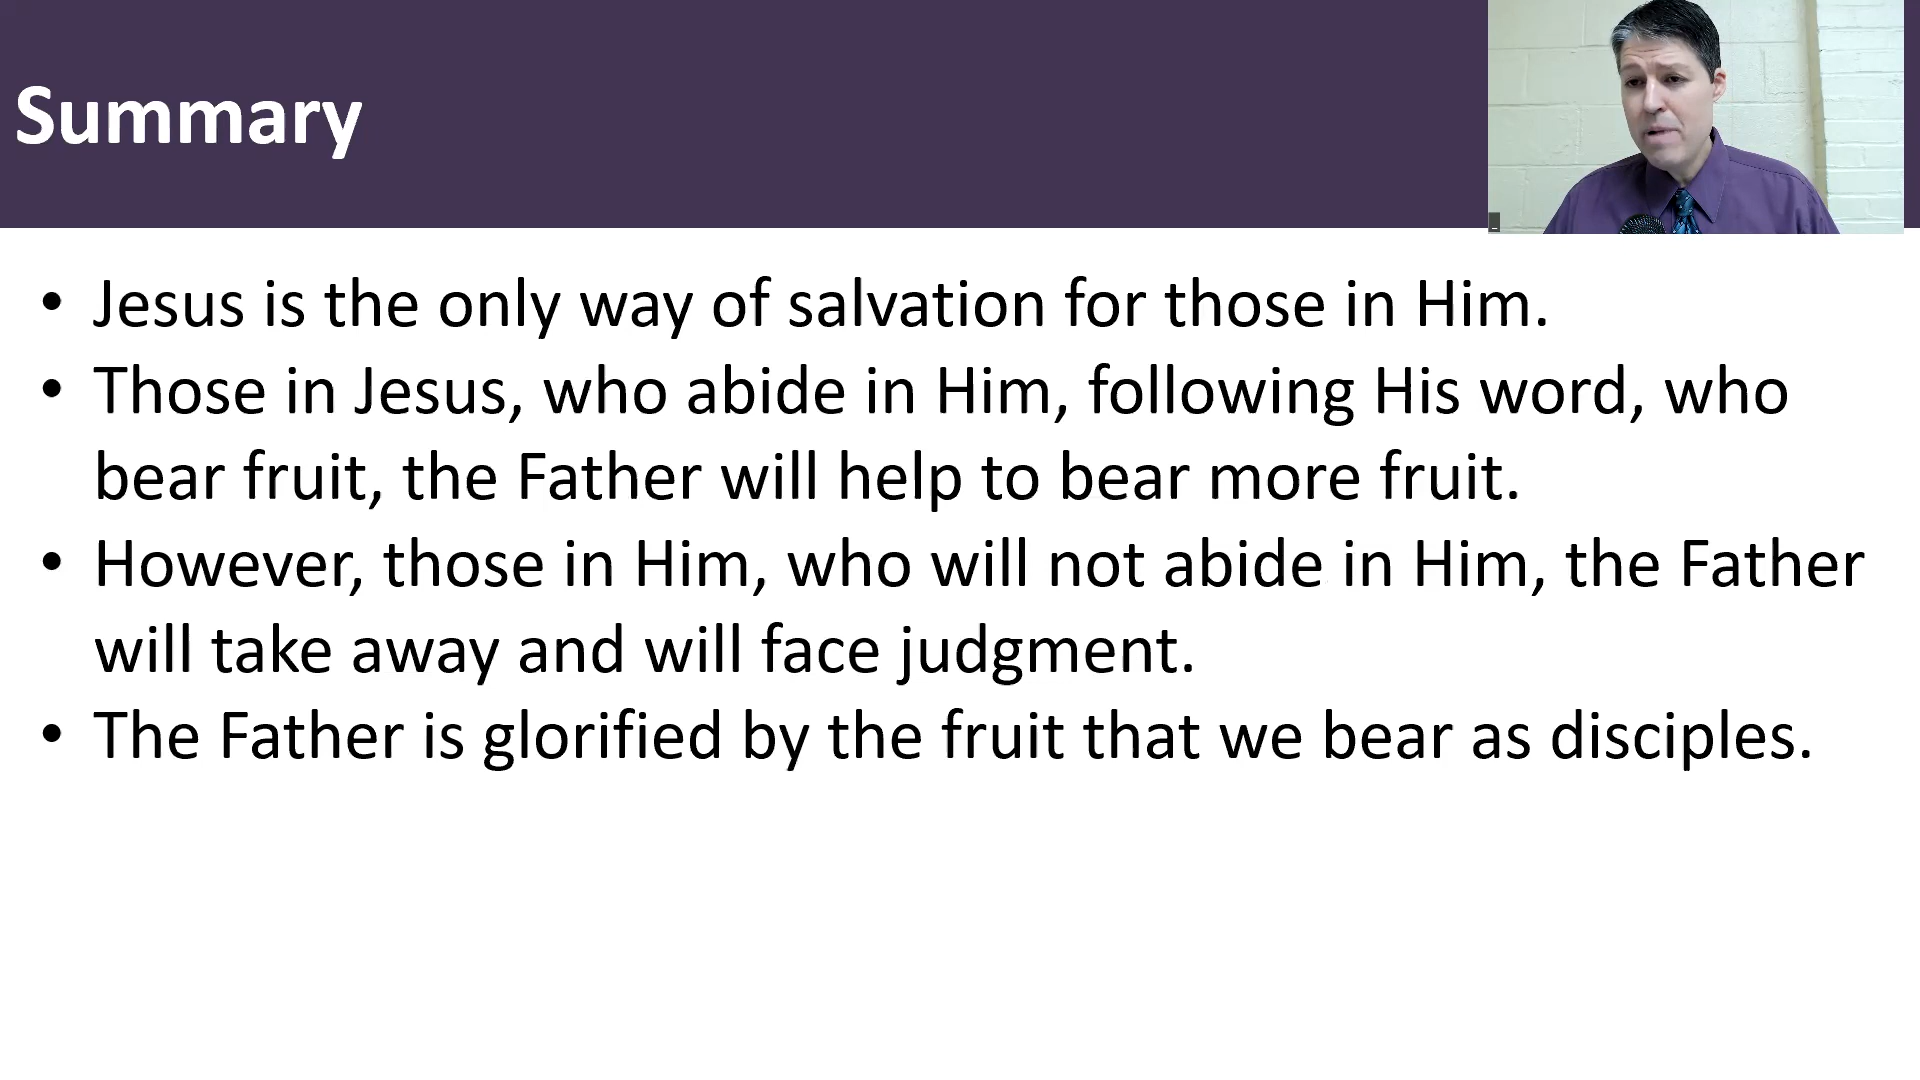 Summary
• Jesus is the only way of salvation for those in Him.
• Those in Jesus, who abide in Him, following His word, who
bear fruit, the Father will help to bear more fruit.
• However, those in Him, who will not abide in Him, the Father
will take away and will face judgment.
• The Father is glorified by the fruit that we bear as disciples.